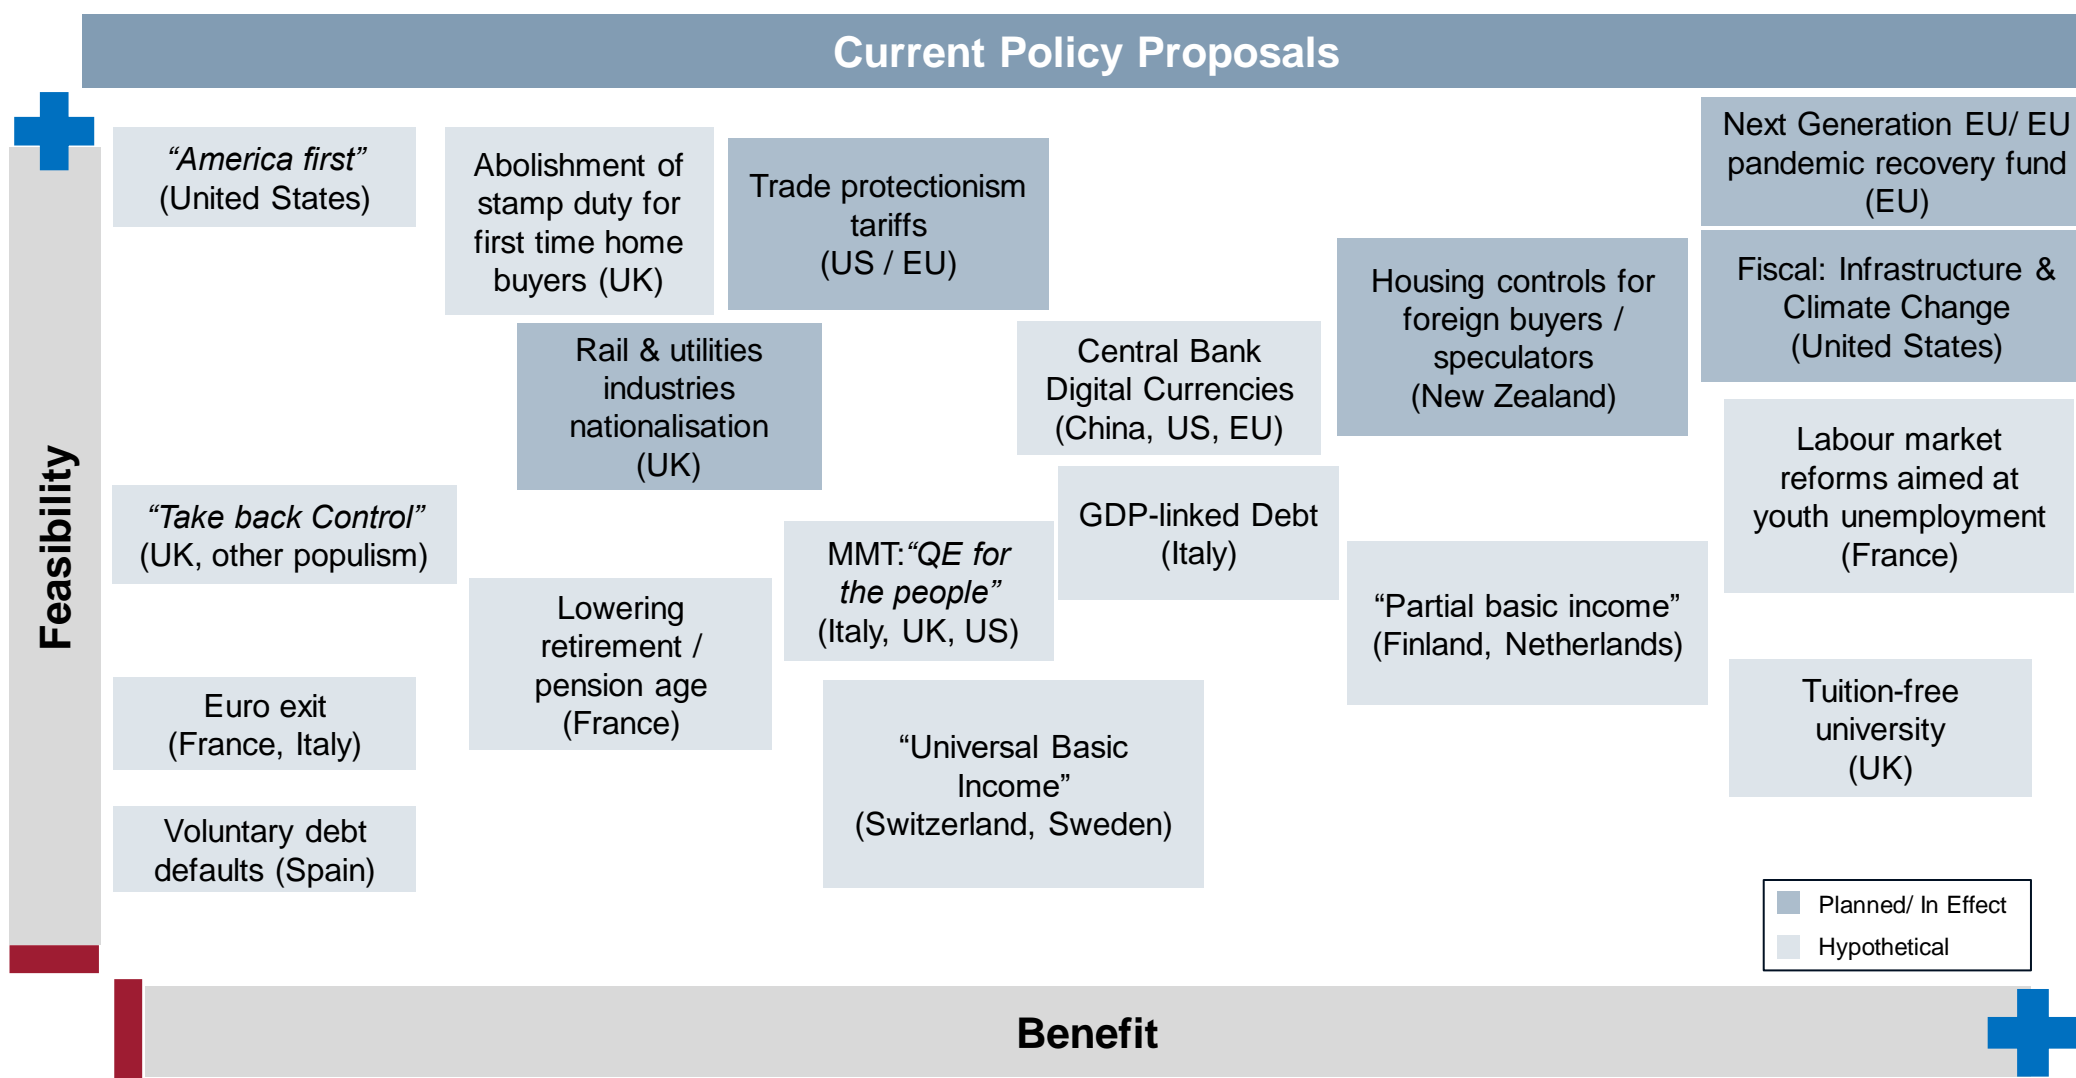 Current Policy Proposals
“America first”
(United States)
Abolishment of
stamp duty for
first time home
buyers (UK)
Trade protectionism
tariffs
(US / EU)
Next Generation EU/ EU
pandemic recovery fund
(EU)
Fiscal: Infrastructure &
Climate Change
(United States)
Housing controls for
foreign buyers /
speculators
(New Zealand)
Rail & utilities
industries
nationalisation
(UK)
Central Bank
Digital Currencies
(China, US, EU)
Labour market
reforms aimed at
youth unemployment
(France)
Feasibility
“Take back Control”
(UK, other populism)
GDP-linked Debt
(Italy)
MMT:“QE for
the people”
(Italy, UK, US)
Lowering
retirement /
pension age
(France)
“Partial basic income”
(Finland, Netherlands)
Euro exit
(France, Italy)
“Universal Basic
Income”
(Switzerland, Sweden)
Tuition-free
university
(UK)
Voluntary debt
defaults (Spain)
Planned/ In Effect
Hypothetical
Benefit